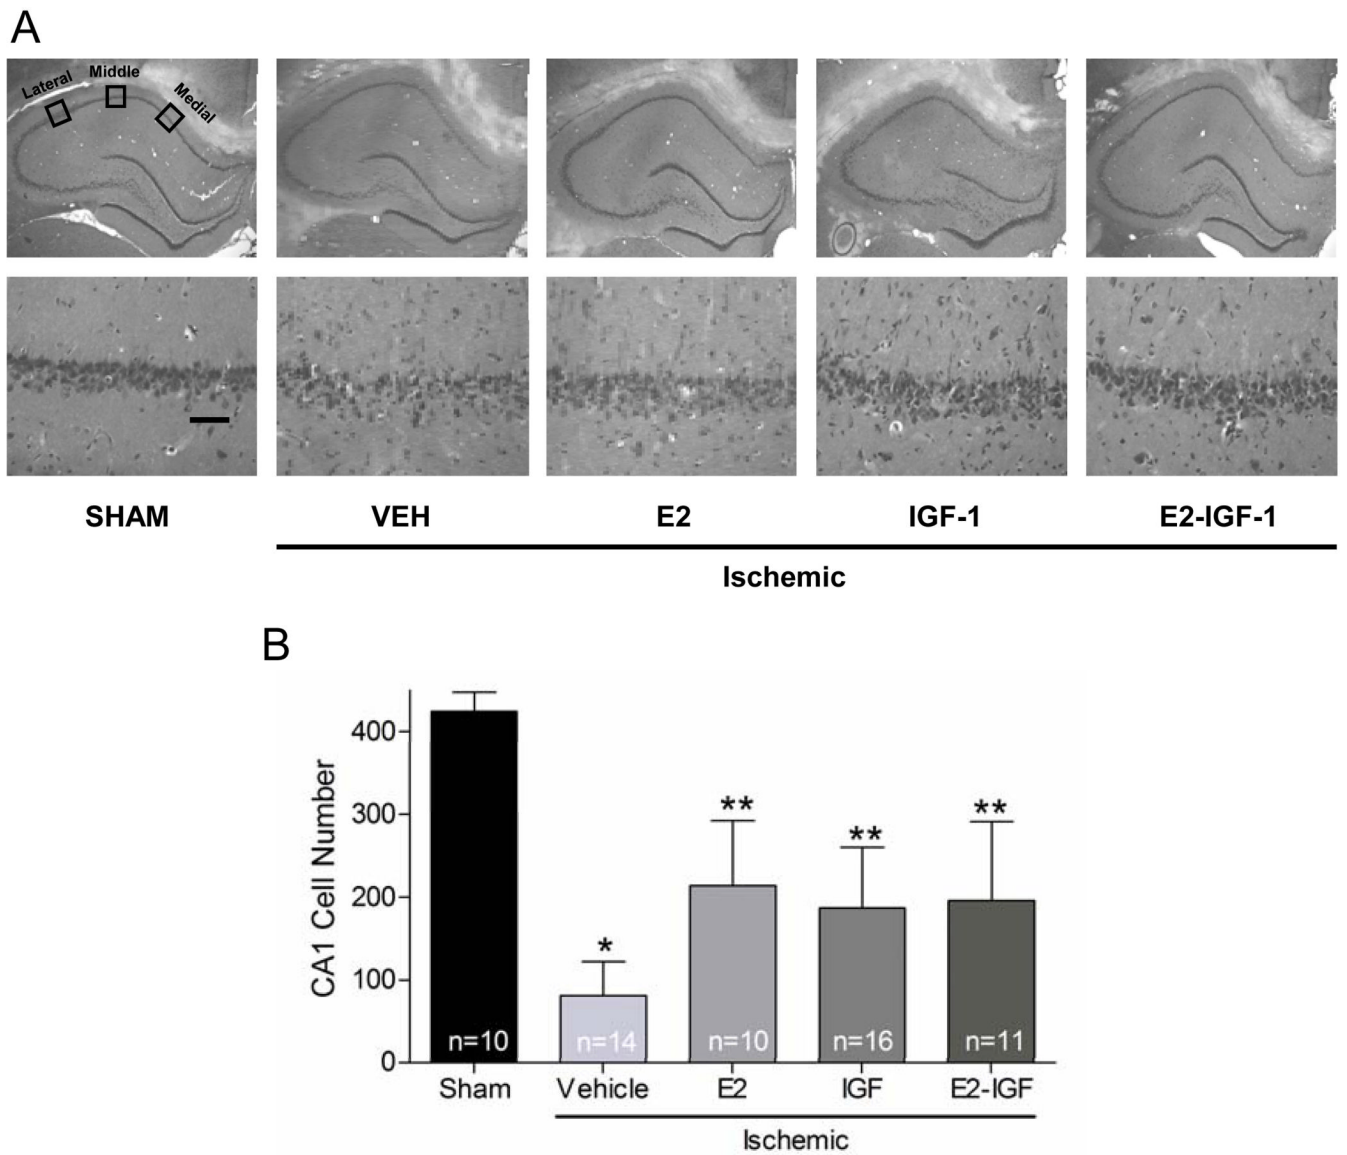 A
Lateral Middle Medial
SHAM VEH E2 IGF-1 E2-IGF-1
Ischemic
B
CA1 Cell Number
400
300
200
100
0
* ** ** **
n=10 n=14 n=10 n=16 n=11
Sham Vehicle E2 IGF E2-IGF
Ischemic